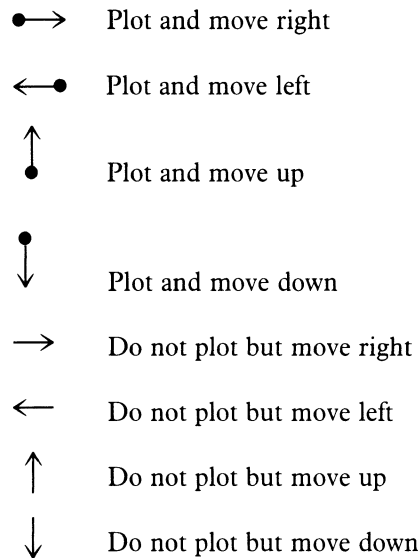 Plot and move right
Plot and move left
Plot and move up
Plot and move down
Do not plot but move right
Do not plot but move left
Do not plot but move up
Do not plot but move down